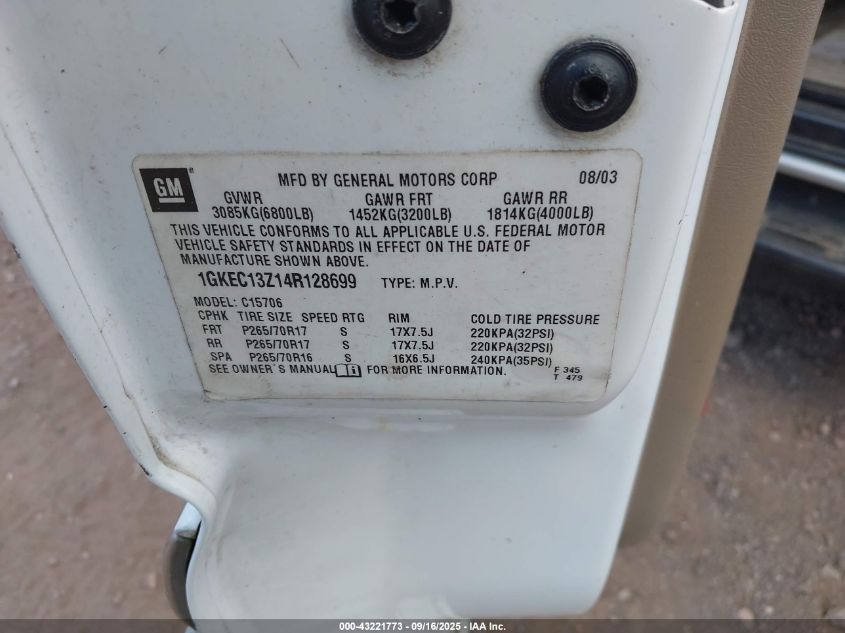 GM
MFD BY GENERAL MOTORS CORP 08/03
GVWR GAWR FRT GAWR RR
3085KG(6800LB) 1452KG(3200LB) 1814KG(4000LB)
THIS VEHICLE CONFORMS TO ALL APPLICABLE U.S. FEDERAL MOTOR
VEHICLE SAFETY STANDARDS IN EFFECT ON THE DATE OF
MANUFACTURE SHOWN ABOVE.
1GKEC13Z14R128699 TYPE: M.P.V.
MODEL: C15706
CPHK TIRE SIZE SPEED RTG RIM COLD TIRE PRESSURE
FRT P265/70R17 S 17X7.5J 220KPA(32PSI)
RR P265/70R17 S 17X7.5J 220KPA(32PSI)
SPA P265/70R16 S 16X6.5J 240KPA(35PSI)
SEE OWNER'S MANUAL i FOR MORE INFORMATION. F 345
T 479
000-43221773 - 09/16/2025 - IAA Inc.